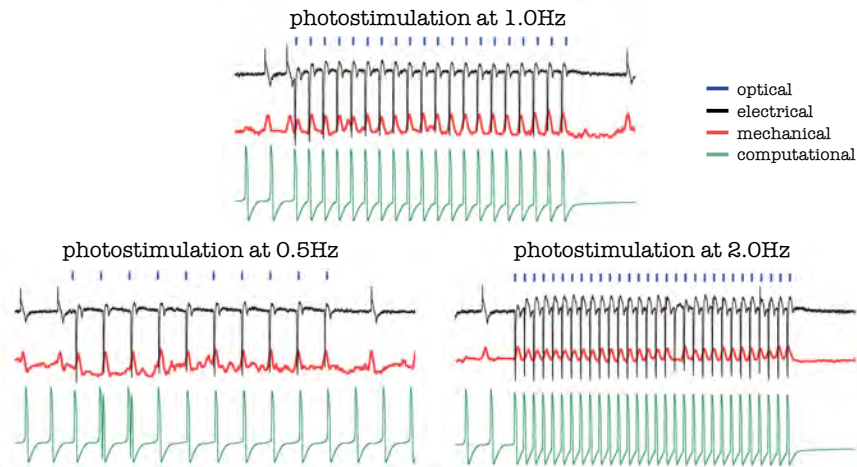 photostimulation at 1.0Hz
optical
electrical
mechanical
computational
photostimulation at 0.5Hz
photostimulation at 2.0Hz